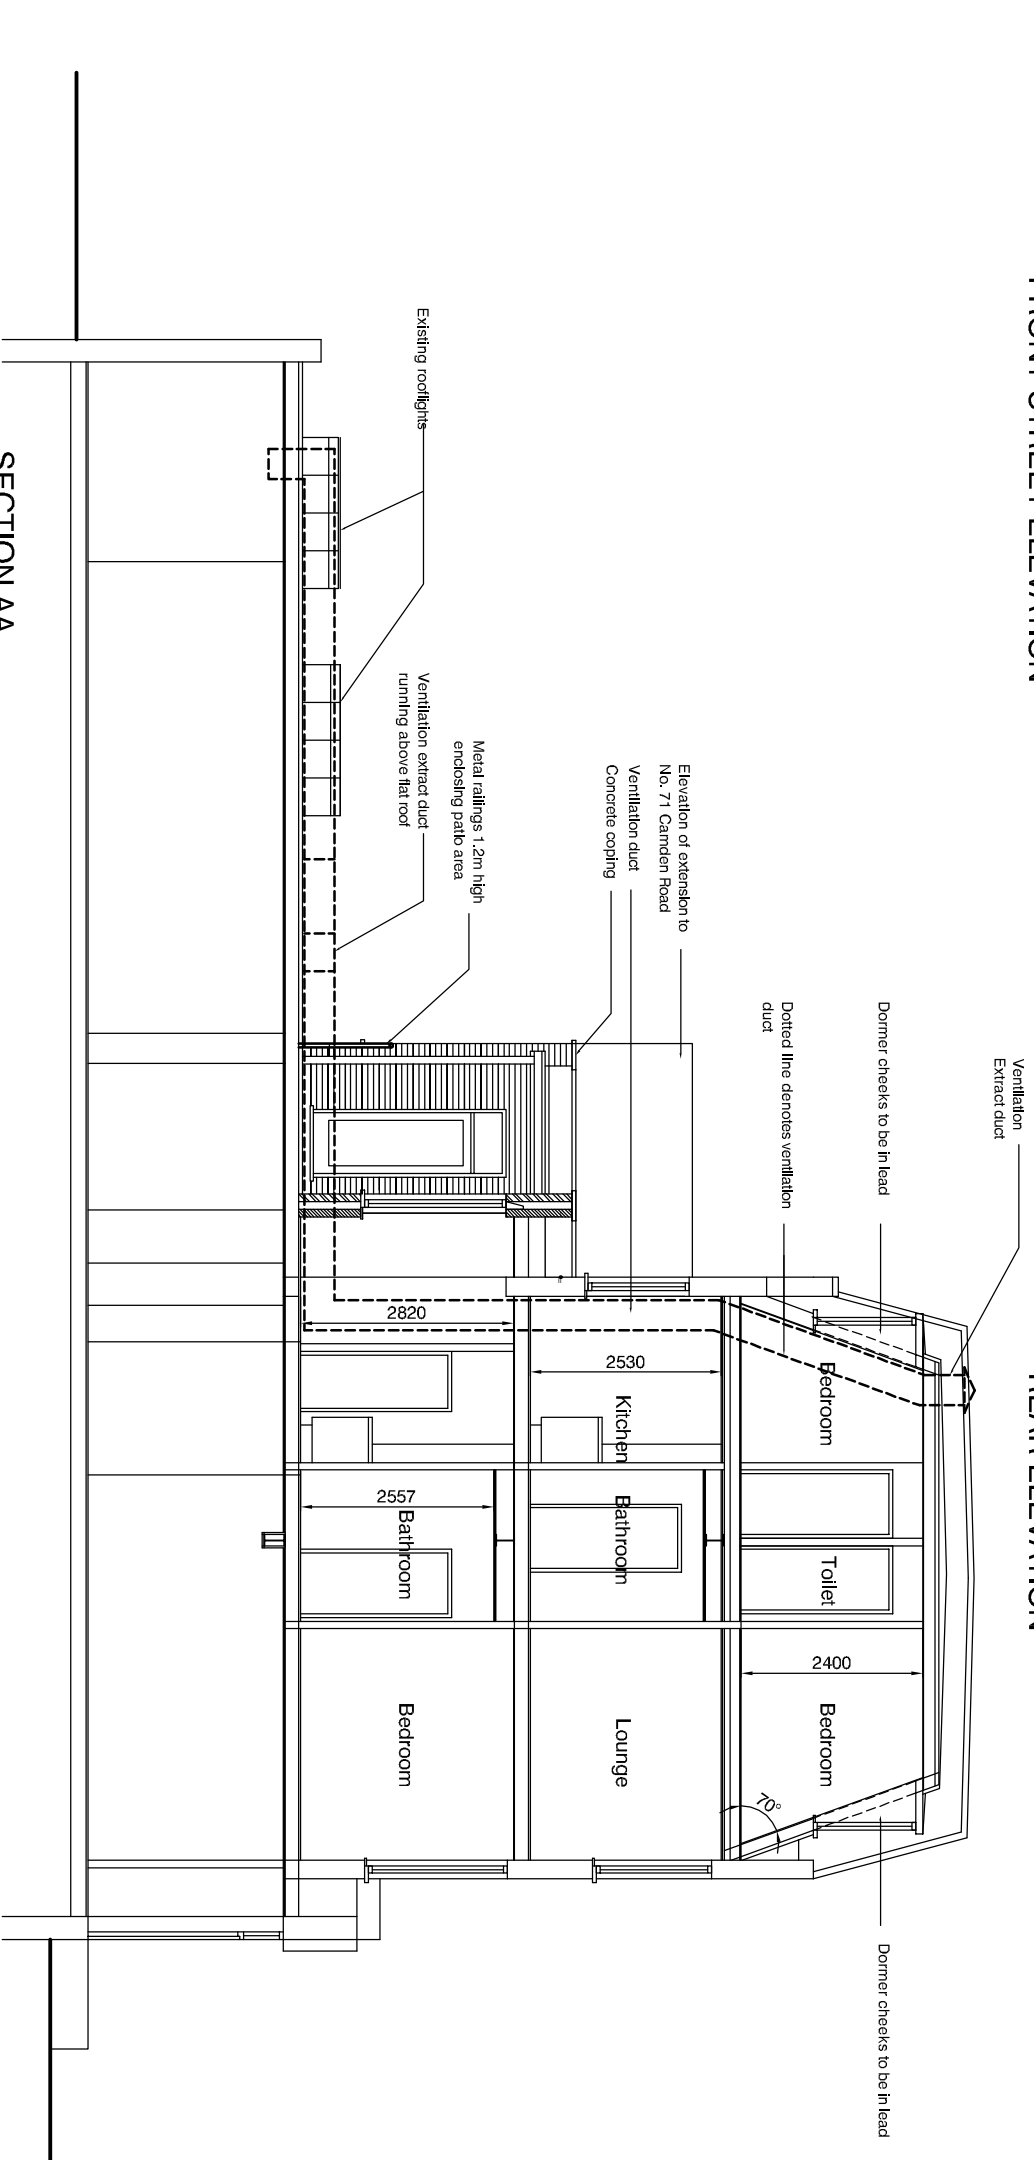 FRONT STREET ELEVATION
REAR ELEVATION
Ventilation
Extract duct
Dormer cheeks to be in lead
Dormer cheeks to be in lead
Dotted line denotes ventilation
duct
Elevation of extension to
No. 71 Camden Road
Ventilation duct
Concrete coping
Metal railings 1.2m high
enclosing patio area
Ventilation extract duct
running above flat roof
Existing rooflights
Bedroom
Toilet
2400
Bedroom
70°
2530
Kitchen
Bathroom
Lounge
2820
2557
Bathroom
Bedroom
SECTION AA